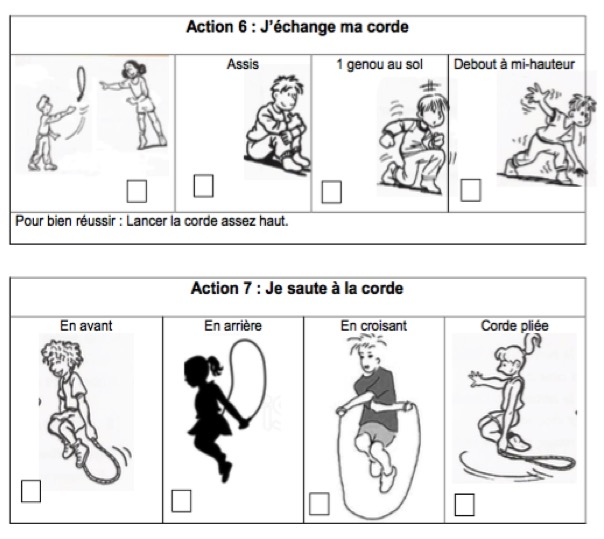 Action 6 : J'échange ma corde
Assis
1 genou au sol
Debout à mi-hauteur
Pour bien réussir : Lancer la corde assez haut.
Action 7 : Je saute à la corde
En avant
En arrière
En croisant
Corde pliée